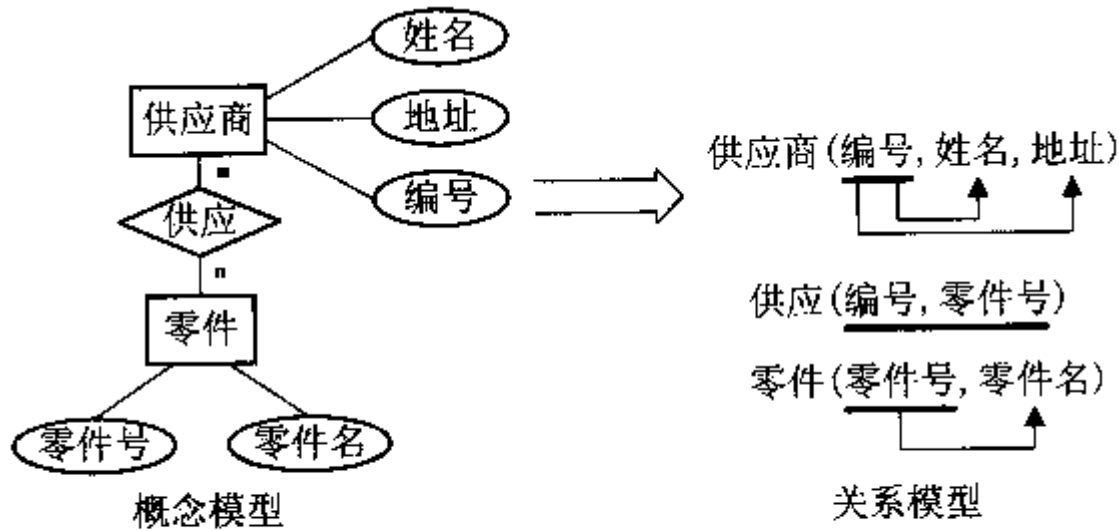 姓名
供应商
地址
编号
m
供应
n
零件
零件号
零件名
概念模型
供应商(编号, 姓名, 地址)
供应(编号, 零件号)
零件(零件号, 零件名)
关系模型